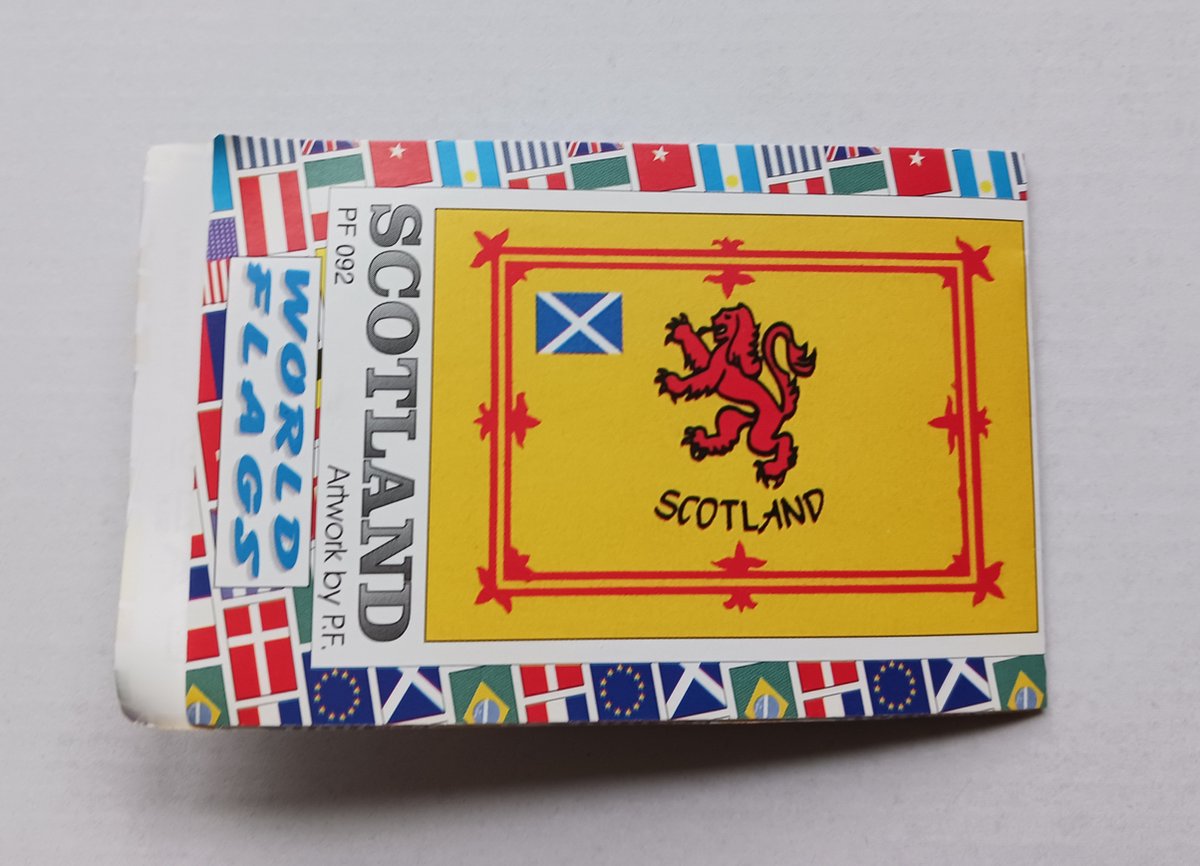 WORLD
FLAGS
SCOTLAND
PF 092
Artwork by P.F.
SCOTLAND